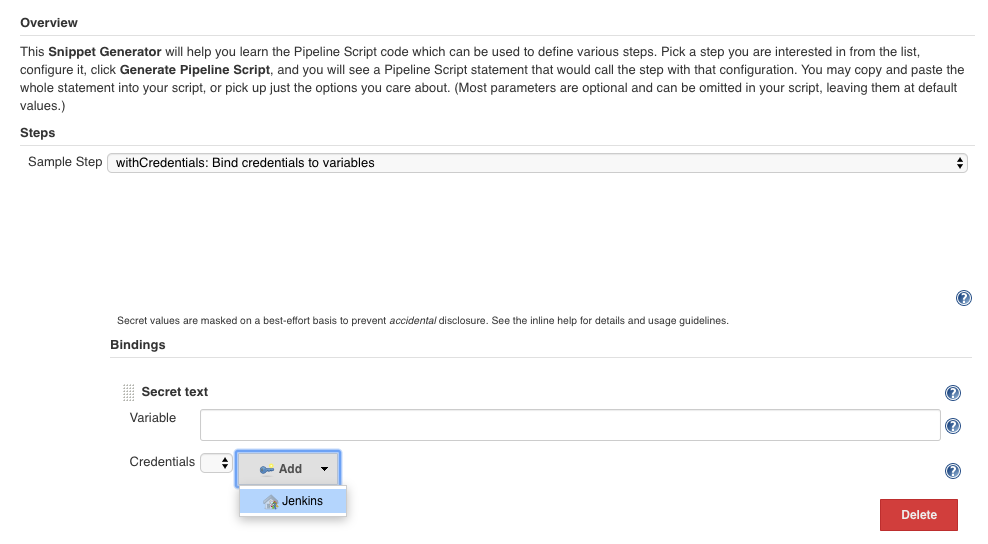 Overview
This Snippet Generator will help you learn the Pipeline Script code which can be used to define various steps. Pick a step you are interested in from the list,
configure it, click Generate Pipeline Script, and you will see a Pipeline Script statement that would call the step with that configuration. You may copy and paste the
whole statement into your script, or pick up just the options you care about. (Most parameters are optional and can be omitted in your script, leaving them at default
values.)
Steps
Sample Step withCredentials: Bind credentials to variables
?
Secret values are masked on a best-effort basis to prevent accidental disclosure. See the inline help for details and usage guidelines.
Bindings
Secret text ?
Variable ?
Credentials Add ?
Jenkins
Delete